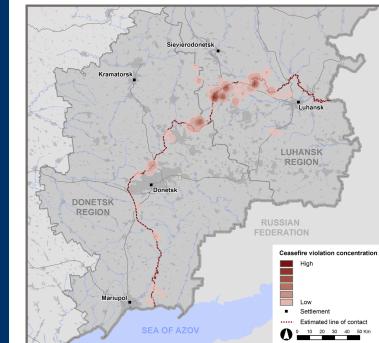 Sievierodonetsk
Kramatorsk
Luhansk
LUHANSK
REGION
DONETSK
REGION
Donetsk
RUSSIAN
FEDERATION
Mariupol
SEA OF AZOV
Ceasefire violation concentration
High
Low
Settlement
Estimated line of contact
0 5 10 20 30 40 50 Km